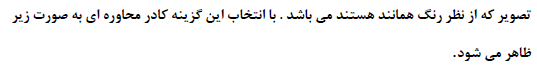 تصویر که از نظر رنگ همانند هستند می باشد . با انتخاب این گزینه کادر محاوره ای به صورت زیر
ظاهر می شود.